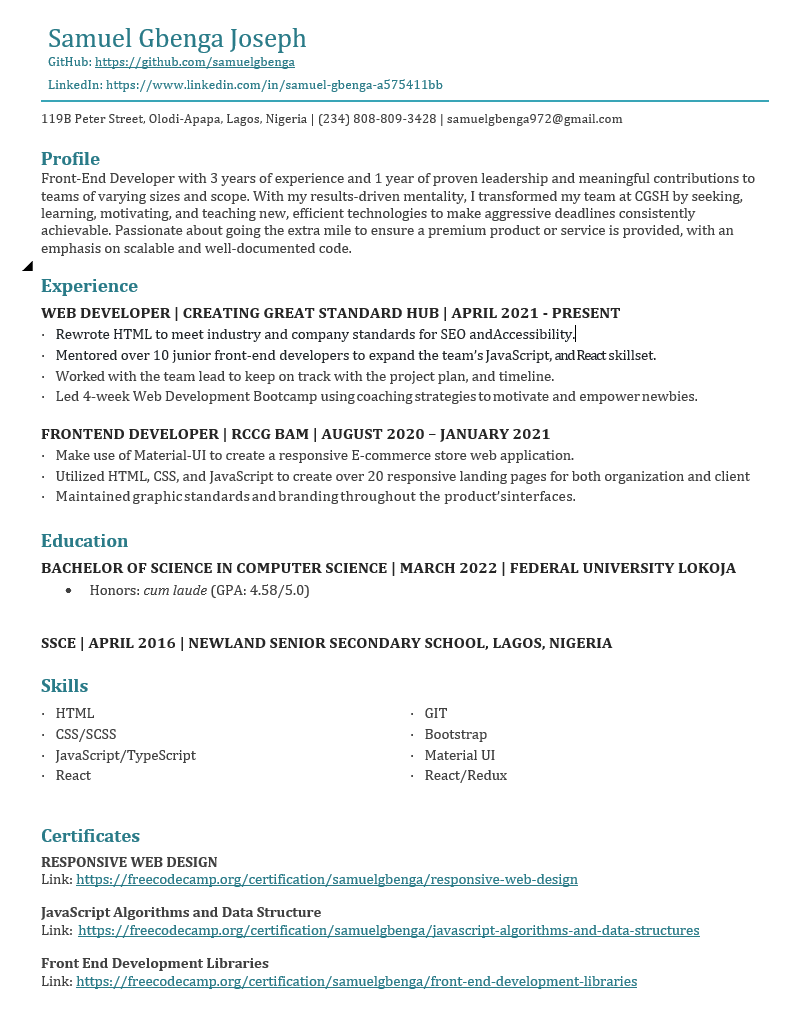 Samuel Gbenga Joseph
GitHub: https://github.com/samuelgbenga
LinkedIn: https://www.linkedin.com/in/samuel-gbenga-a575411bb
119B Peter Street, Olodi-Apapa, Lagos, Nigeria | (234) 808-809-3428 | samuelgbenga972@gmail.com
Profile
Front-End Developer with 3 years of experience and 1 year of proven leadership and meaningful contributions to
teams of varying sizes and scope. With my results-driven mentality, I transformed my team at CGSH by seeking,
learning, motivating, and teaching new, efficient technologies to make aggressive deadlines consistently
achievable. Passionate about going the extra mile to ensure a premium product or service is provided, with an
emphasis on scalable and well-documented code.
Experience
WEB DEVELOPER | CREATING GREAT STANDARD HUB | APRIL 2021 - PRESENT
· Rewrote HTML to meet industry and company standards for SEO andAccessibility.
· Mentored over 10 junior front-end developers to expand the team's JavaScript, and React skillset.
· Worked with the team lead to keep on track with the project plan, and timeline.
· Led 4-week Web Development Bootcamp using coaching strategies to motivate and empower newbies.
FRONTEND DEVELOPER | RCCG BAM | AUGUST 2020 – JANUARY 2021
· Make use of Material-UI to create a responsive E-commerce store web application.
· Utilized HTML, CSS, and JavaScript to create over 20 responsive landing pages for both organization and client
· Maintained graphic standards and branding throughout the product'sinterfaces.
Education
BACHELOR OF SCIENCE IN COMPUTER SCIENCE | MARCH 2022 | FEDERAL UNIVERSITY LOKOJA
• Honors: cum laude (GPA: 4.58/5.0)
SSCE | APRIL 2016 | NEWLAND SENIOR SECONDARY SCHOOL, LAGOS, NIGERIA
Skills
· HTML
· CSS/SCSS
· JavaScript/TypeScript
· React
· GIT
· Bootstrap
· Material UI
· React/Redux
Certificates
RESPONSIVE WEB DESIGN
Link: https://freecodecamp.org/certification/samuelgbenga/responsive-web-design
JavaScript Algorithms and Data Structure
Link: https://freecodecamp.org/certification/samuelgbenga/javascript-algorithms-and-data-structures
Front End Development Libraries
Link: https://freecodecamp.org/certification/samuelgbenga/front-end-development-libraries